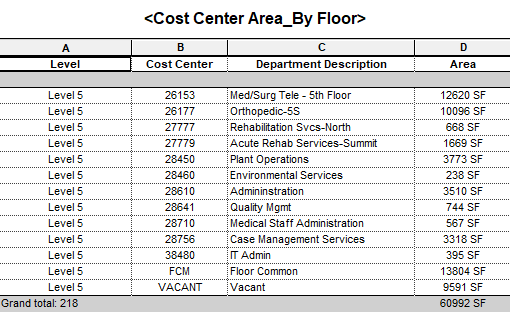 <Cost Center Area_By Floor>
A B C D
Level Cost Center Department Description Area
Level 5 26153 Med/Surg Tele - 5th Floor 12620 SF
Level 5 26177 Orthopedic-5S 10096 SF
Level 5 27777 Rehabilitation Svcs-North 668 SF
Level 5 27779 Acute Rehab Services-Summit 1669 SF
Level 5 28450 Plant Operations 3773 SF
Level 5 28460 Environmental Services 238 SF
Level 5 28610 Admininstration 3510 SF
Level 5 28641 Quality Mgmt 744 SF
Level 5 28710 Medical Staff Administration 567 SF
Level 5 28756 Case Management Services 3318 SF
Level 5 38480 IT Admin 395 SF
Level 5 FCM Floor Common 13804 SF
Level 5 VACANT Vacant 9591 SF
Grand total: 218 60992 SF